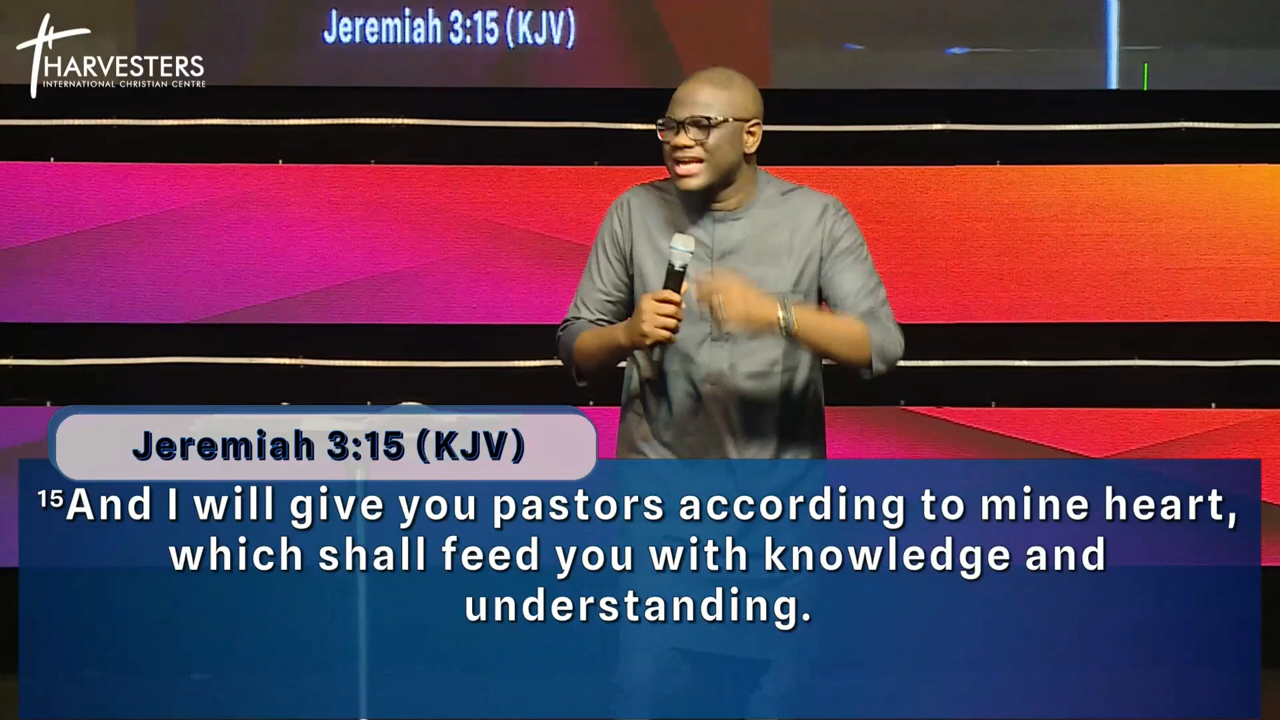 Jeremiah 3:15 (KJV)
HARVESTERS
INTERNATIONAL CHRISTIAN CENTRE
Jeremiah 3:15 (KJV)
15And I will give you pastors according to mine heart,
which shall feed you with knowledge and
understanding.